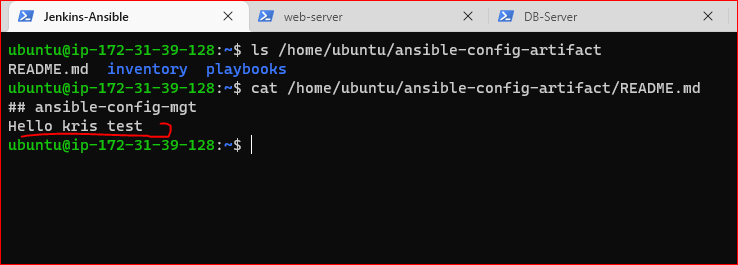 Jenkins-Ansible
web-server
DB-Server
ubuntu@ip-172-31-39-128:~$ ls /home/ubuntu/ansible-config-artifact
README.md  inventory  playbooks
ubuntu@ip-172-31-39-128:~$ cat /home/ubuntu/ansible-config-artifact/README.md
## ansible-config-mgt
Hello kris test
ubuntu@ip-172-31-39-128:~$